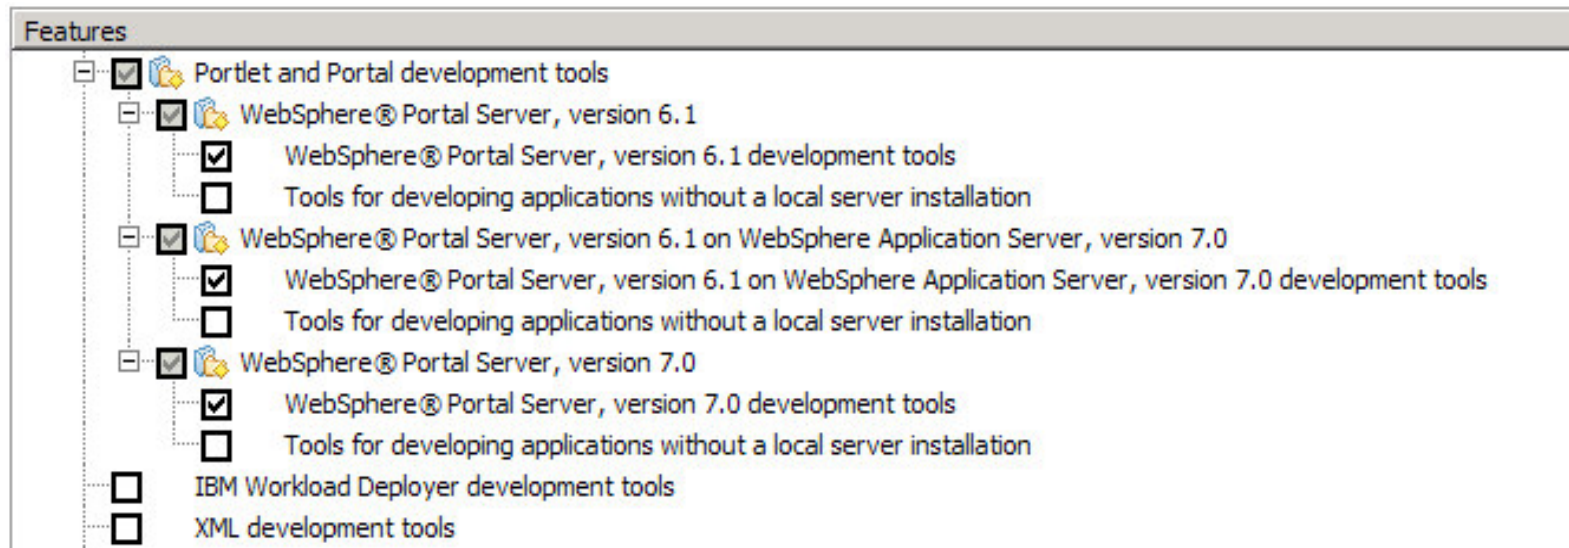 Features
Portlet and Portal development tools
WebSphere® Portal Server, version 6.1
WebSphere® Portal Server, version 6.1 development tools
Tools for developing applications without a local server installation
WebSphere® Portal Server, version 6.1 on WebSphere Application Server, version 7.0
WebSphere® Portal Server, version 6.1 on WebSphere Application Server, version 7.0 development tools
Tools for developing applications without a local server installation
WebSphere® Portal Server, version 7.0
WebSphere® Portal Server, version 7.0 development tools
Tools for developing applications without a local server installation
IBM Workload Deployer development tools
XML development tools